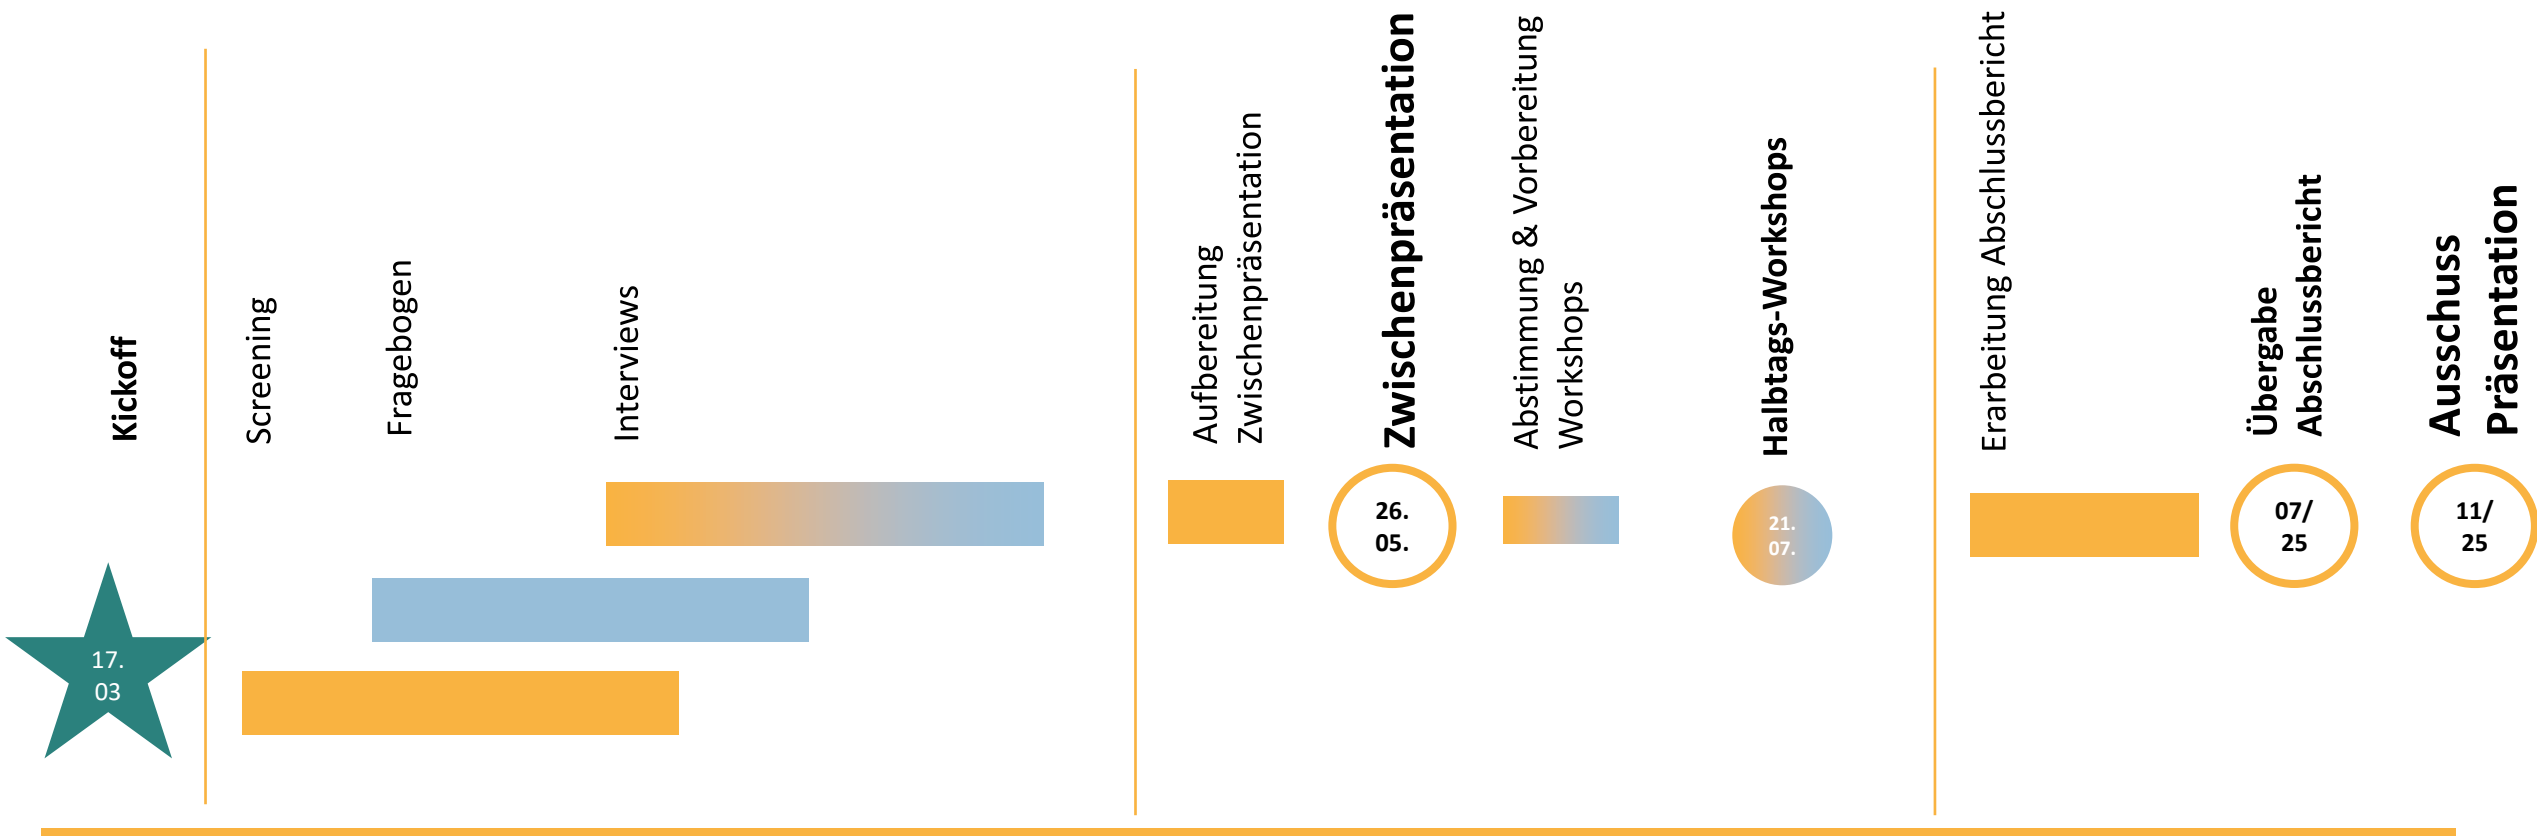 Kickoff
17.
03
Screening
Fragebogen
Interviews
Aufbereitung
Zwischenpräsentation
Zwischenpräsentation
26.
05.
Abstimmung & Vorbereitung
Workshops
Halbtags-Workshops
21.
07.
Erarbeitung Abschlussbericht
Übergabe
Abschlussbericht
07/
25
Ausschuss
Präsentation
11/
25